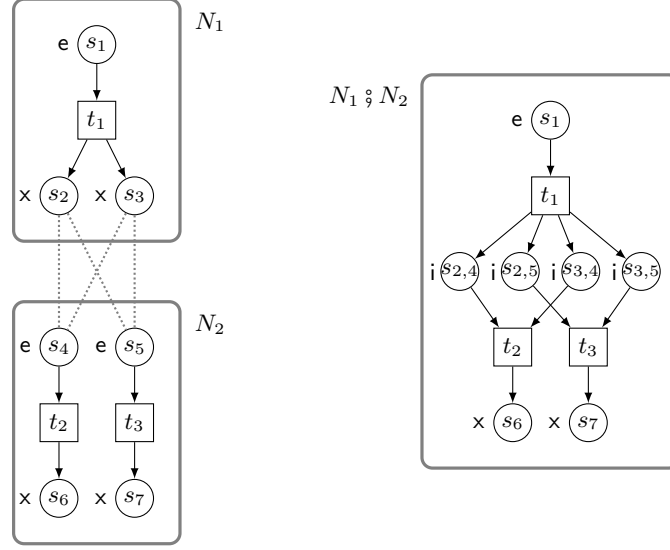 N₁
e s₁
t₁
x s₂ x s₃
N₂
e s₄ e s₅
t₂ t₃
x s₆ x s₇
N₁ ⨟ N₂
e s₁
t₁
i s₂,₄ i s₂,₅ i s₃,₄ i s₃,₅
t₂ t₃
x s₆ x s₇